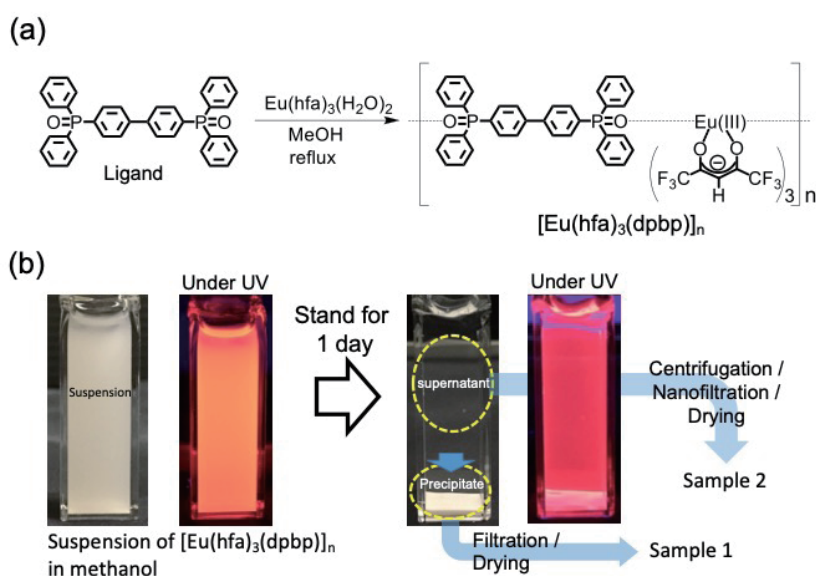 (a)
O=P
P=O
Ligand
Eu(hfa)₃(H₂O)₂
MeOH
reflux
O=P
P=O
Eu(III)
O O
⊖
F₃C CF₃
H
3 n
[Eu(hfa)₃(dpbp)]ₙ
(b)
Under UV
Suspension
Stand for
1 day
Under UV
supernatant
Precipitate
Centrifugation /
Nanofiltration /
Drying
Sample 2
Filtration /
Drying
Sample 1
Suspension of [Eu(hfa)₃(dpbp)]ₙ
in methanol